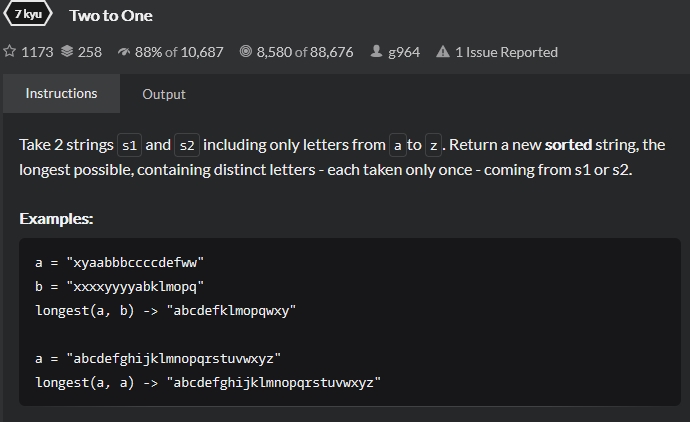 7 kyu Two to One
1173 258 88% of 10,687 8,580 of 88,676 g964 1 Issue Reported
Instructions Output
Take 2 strings s1 and s2 including only letters from a to z. Return a new sorted string, the
longest possible, containing distinct letters - each taken only once - coming from s1 or s2.
Examples:
a = "xyaabbbccccdefww"
b = "xxxxyyyyabklmopq"
longest(a, b) -> "abcdefklmopqwxy"
a = "abcdefghijklmnopqrstuvwxyz"
longest(a, a) -> "abcdefghijklmnopqrstuvwxyz"